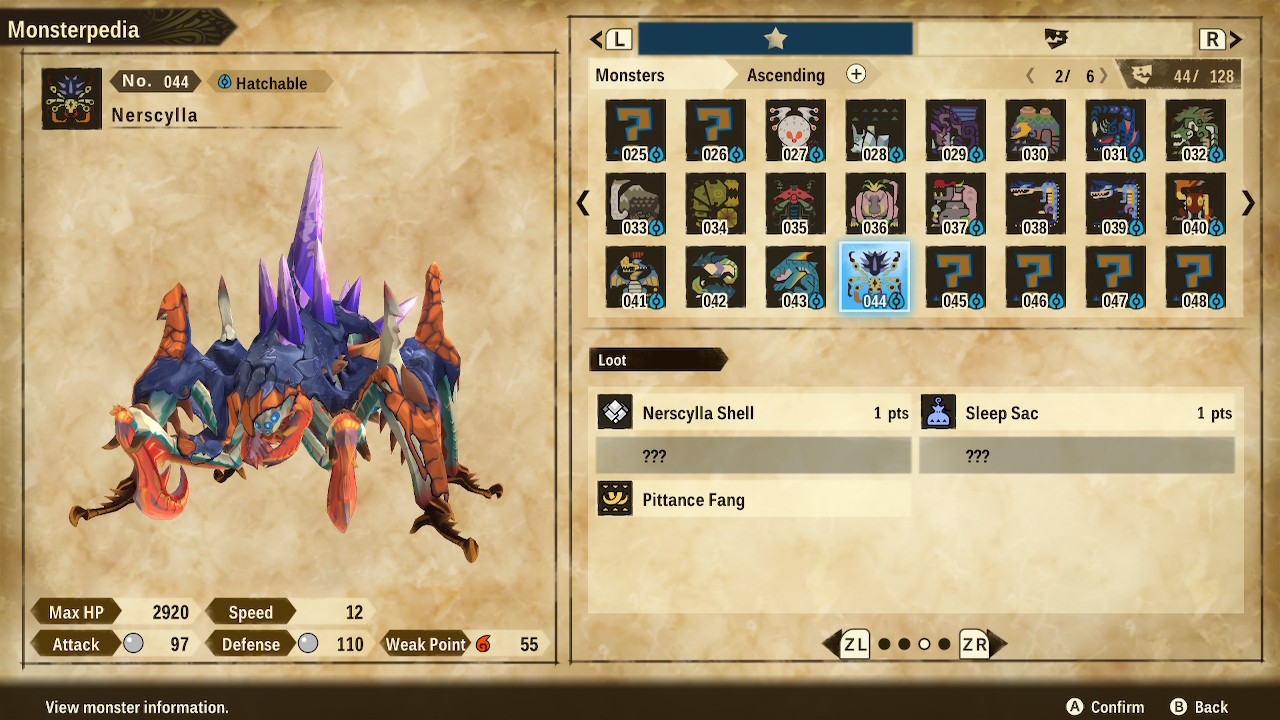 Monsterpedia
No. 044 Hatchable
Nerscylla
L R
Monsters Ascending 2/ 6 44/ 128
? ?
025 026 027 028 029 030 031 032
033 034 035 036 037 038 039 040
? ? ? ?
041 042 043 044 045 046 047 048
Loot
Nerscylla Shell 1 pts Sleep Sac 1 pts
??? ???
Pittance Fang
Max HP 2920 Speed 12
Attack 97 Defense 110 Weak Point 55
ZL ZR
View monster information.
A Confirm B Back